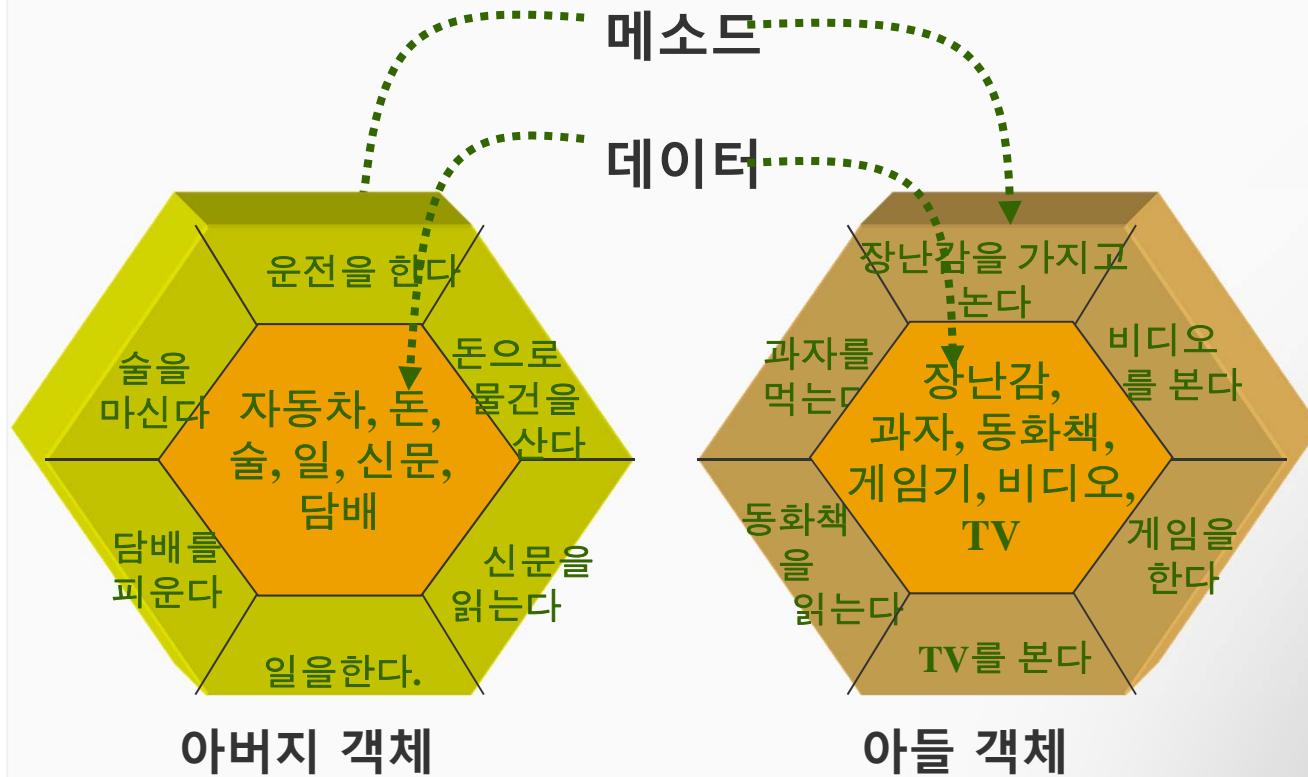 메소드
데이터
운전을 한다
술을
마신다
돈으로
물건을
산다
자동차, 돈,
술, 일, 신문,
담배
담배를
피운다
신문을
읽는다
일을한다.
아버지 객체
장난감을 가지고
논다
과자를
먹는다
비디오
를 본다
장난감,
과자, 동화책,
게임기, 비디오,
TV
동화책
을
읽는다
게임을
한다
TV를 본다
아들 객체